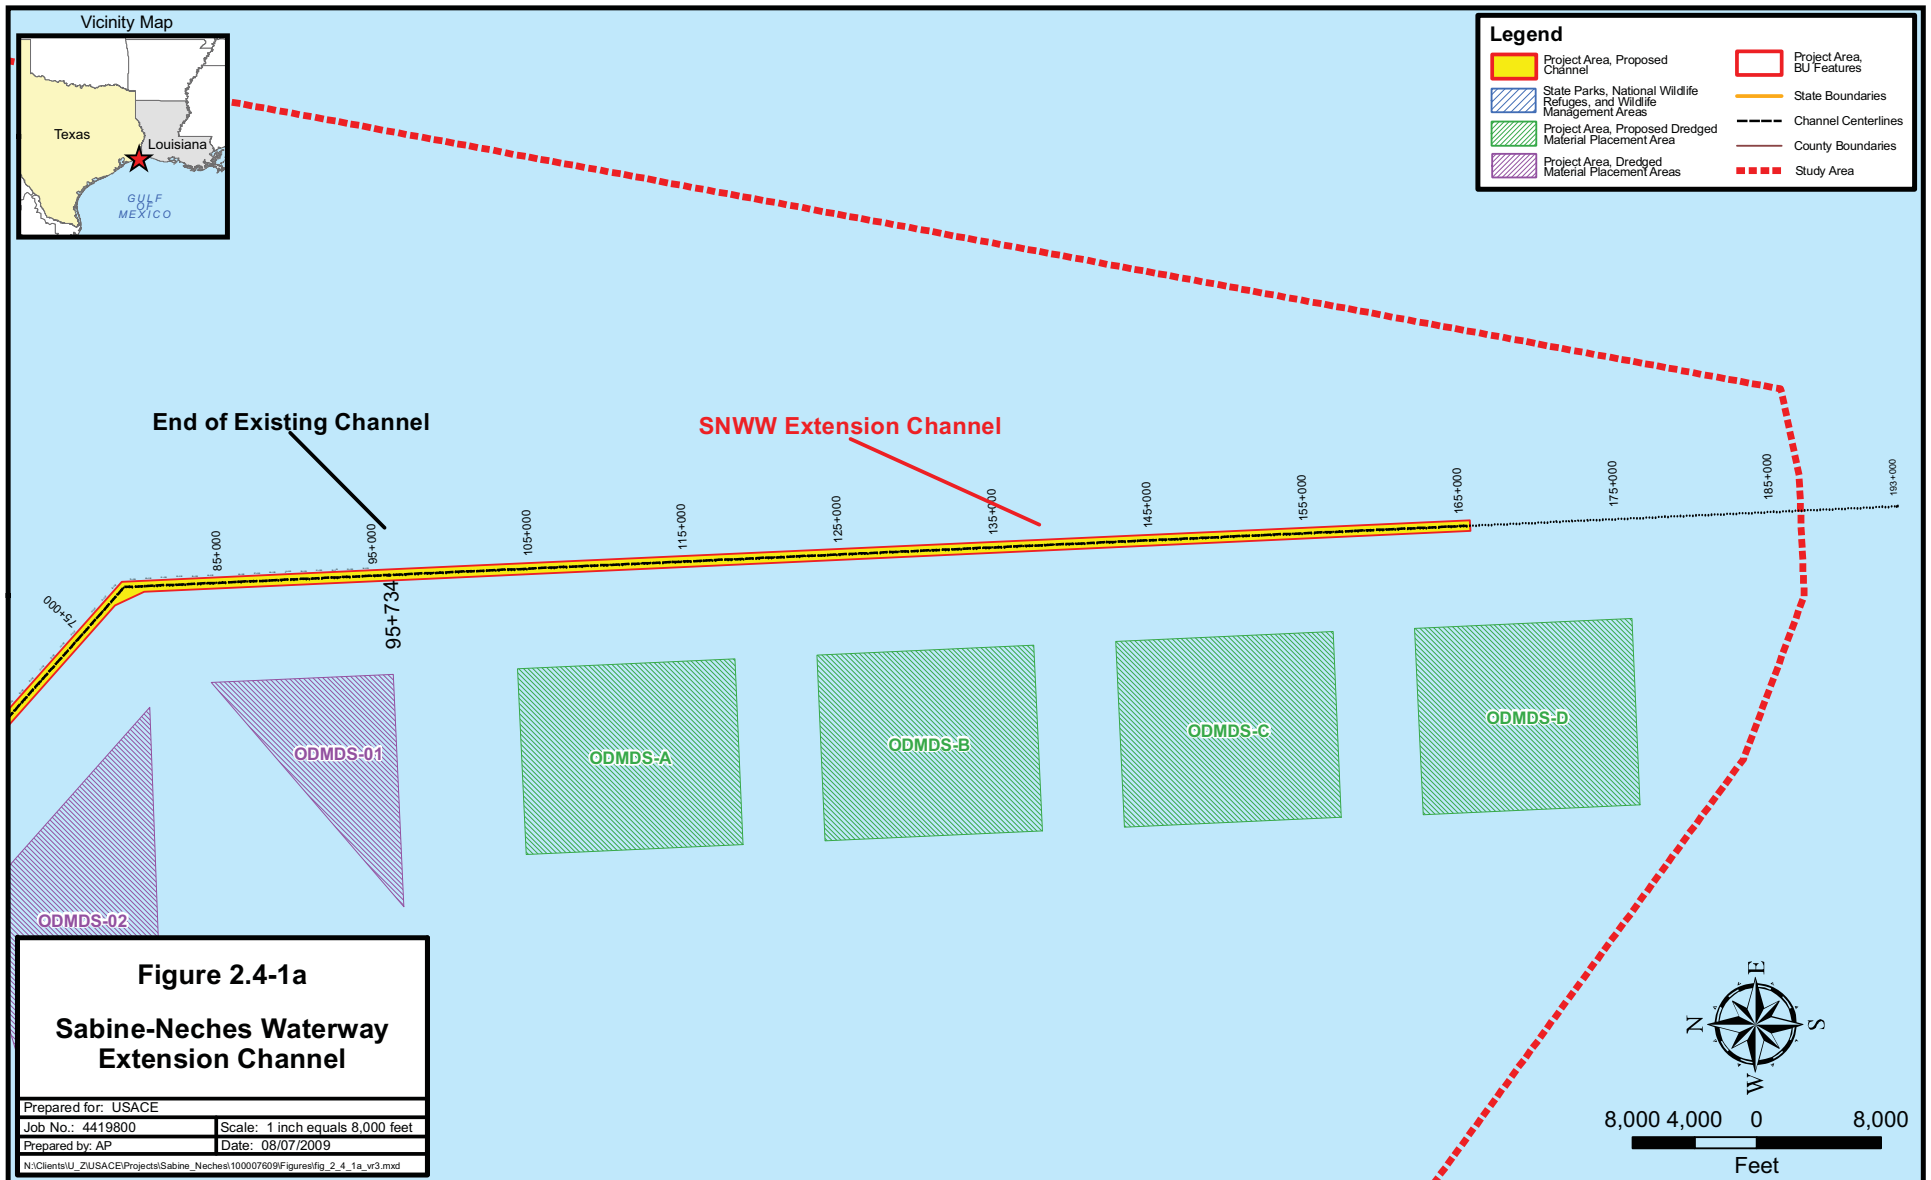 Vicinity Map
Texas
Louisiana
GULF
OF
MEXICO
Legend
Project Area, Proposed
Channel
State Parks, National Wildlife
Refuges, and Wildlife
Management Areas
Project Area, Proposed Dredged
Material Placement Area
Project Area, Dredged
Material Placement Areas
Project Area,
BU Features
State Boundaries
Channel Centerlines
County Boundaries
Study Area
End of Existing Channel
SNWW Extension Channel
75+000
85+000
95+000
95+734
105+000
115+000
125+000
135+000
145+000
155+000
165+000
175+000
185+000
193+000
ODMDS-01
ODMDS-A
ODMDS-B
ODMDS-C
ODMDS-D
ODMDS-02
Figure 2.4-1a
Sabine-Neches Waterway
Extension Channel
Prepared for: USACE
Job No.: 4419800
Scale: 1 inch equals 8,000 feet
Prepared by: AP
Date: 08/07/2009
N:\Clients\U_Z\USACE\Projects\Sabine_Neches\100007609\Figures\fig_2_4_1a_vr3.mxd
E
N
S
W
8,000 4,000 0 8,000
Feet